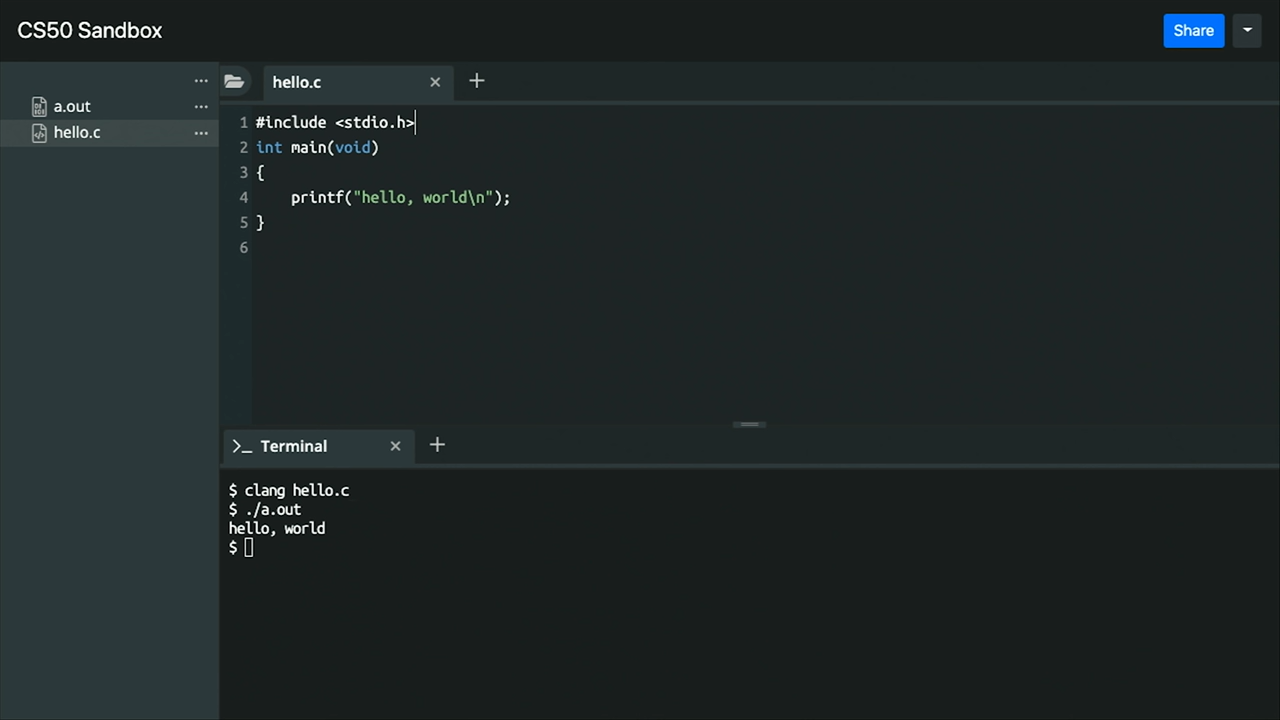 CS50 Sandbox
Share
a.out
hello.c
hello.c
1 #include <stdio.h>
2 int main(void)
3 {
4     printf("hello, world\n");
5 }
6
>_ Terminal
$ clang hello.c
$ ./a.out
hello, world
$